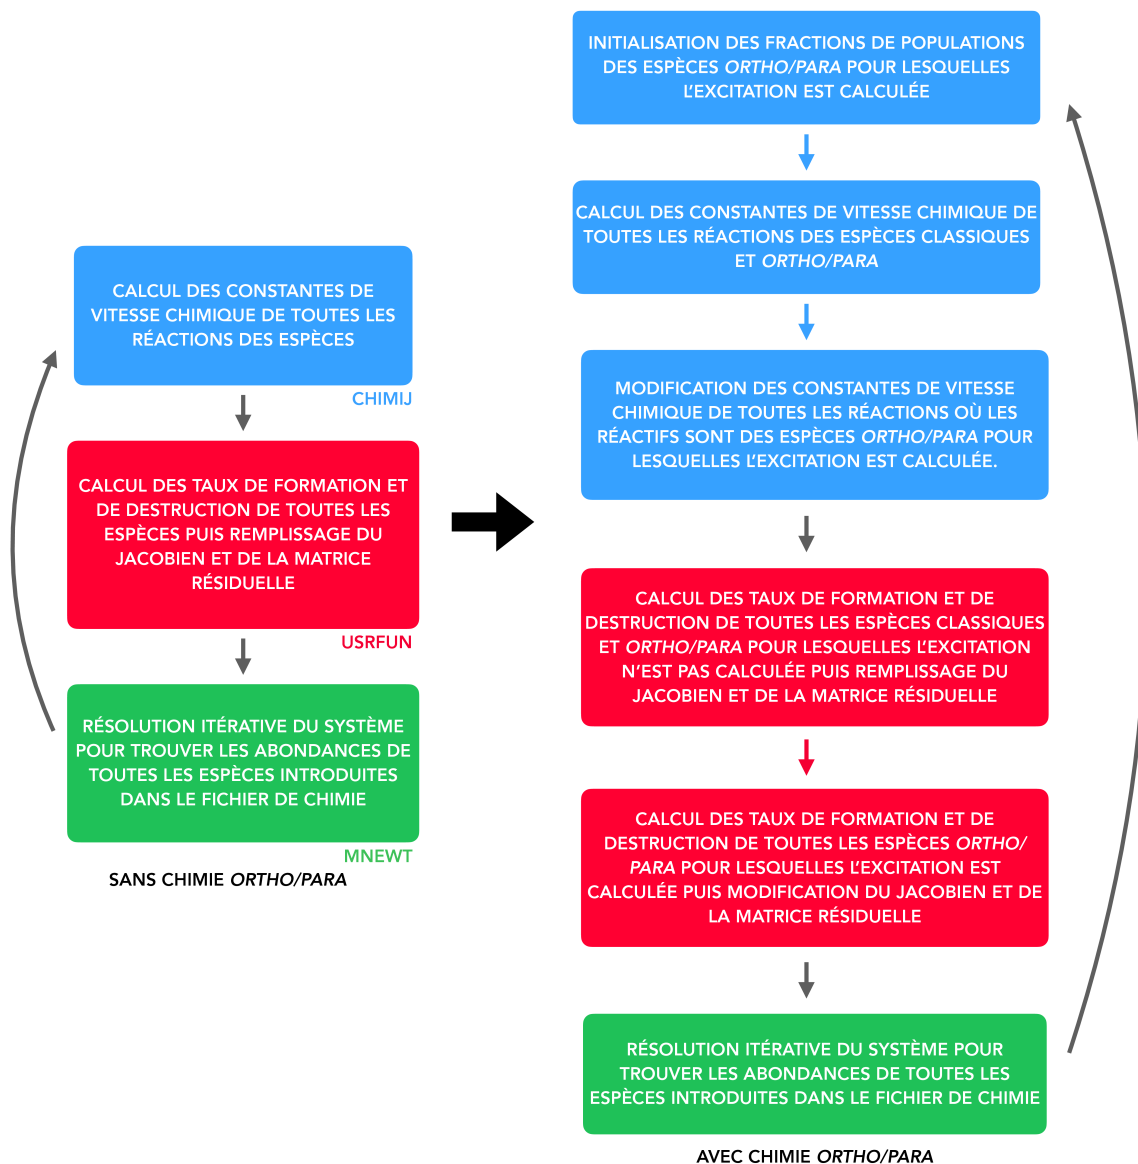 CALCUL DES CONSTANTES DE
VITESSE CHIMIQUE DE TOUTES LES
RÉACTIONS DES ESPÈCES
CHIMIJ
CALCUL DES TAUX DE FORMATION ET
DE DESTRUCTION DE TOUTES LES
ESPÈCES PUIS REMPLISSAGE DU
JACOBIEN ET DE LA MATRICE
RÉSIDUELLE
USRFUN
RÉSOLUTION ITÉRATIVE DU SYSTÈME
POUR TROUVER LES ABONDANCES DE
TOUTES LES ESPÈCES INTRODUITES
DANS LE FICHIER DE CHIMIE
MNEWT
SANS CHIMIE ORTHO/PARA
INITIALISATION DES FRACTIONS DE POPULATIONS
DES ESPÈCES ORTHO/PARA POUR LESQUELLES
L’EXCITATION EST CALCULÉE
CALCUL DES CONSTANTES DE VITESSE CHIMIQUE DE
TOUTES LES RÉACTIONS DES ESPÈCES CLASSIQUES
ET ORTHO/PARA
MODIFICATION DES CONSTANTES DE VITESSE
CHIMIQUE DE TOUTES LES RÉACTIONS OÙ LES
RÉACTIFS SONT DES ESPÈCES ORTHO/PARA POUR
LESQUELLES L’EXCITATION EST CALCULÉE.
CALCUL DES TAUX DE FORMATION ET DE
DESTRUCTION DE TOUTES LES ESPÈCES CLASSIQUES
ET ORTHO/PARA POUR LESQUELLES L’EXCITATION
N’EST PAS CALCULÉE PUIS REMPLISSAGE DU
JACOBIEN ET DE LA MATRICE RÉSIDUELLE
CALCUL DES TAUX DE FORMATION ET DE
DESTRUCTION DE TOUTES LES ESPÈCES ORTHO/
PARA POUR LESQUELLES L’EXCITATION EST
CALCULÉE PUIS MODIFICATION DU JACOBIEN ET DE
LA MATRICE RÉSIDUELLE
RÉSOLUTION ITÉRATIVE DU SYSTÈME POUR
TROUVER LES ABONDANCES DE TOUTES LES
ESPÈCES INTRODUITES DANS LE FICHIER DE CHIMIE
AVEC CHIMIE ORTHO/PARA